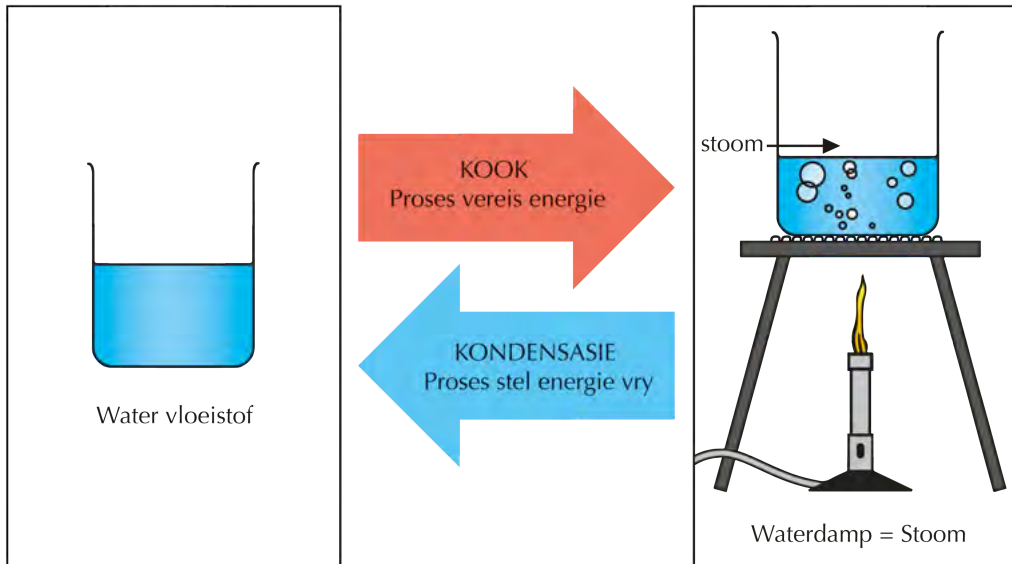 Water vloeistof
KOOK
Proses vereis energie
KONDENSASIE
Proses stel energie vry
stoom
Waterdamp = Stoom